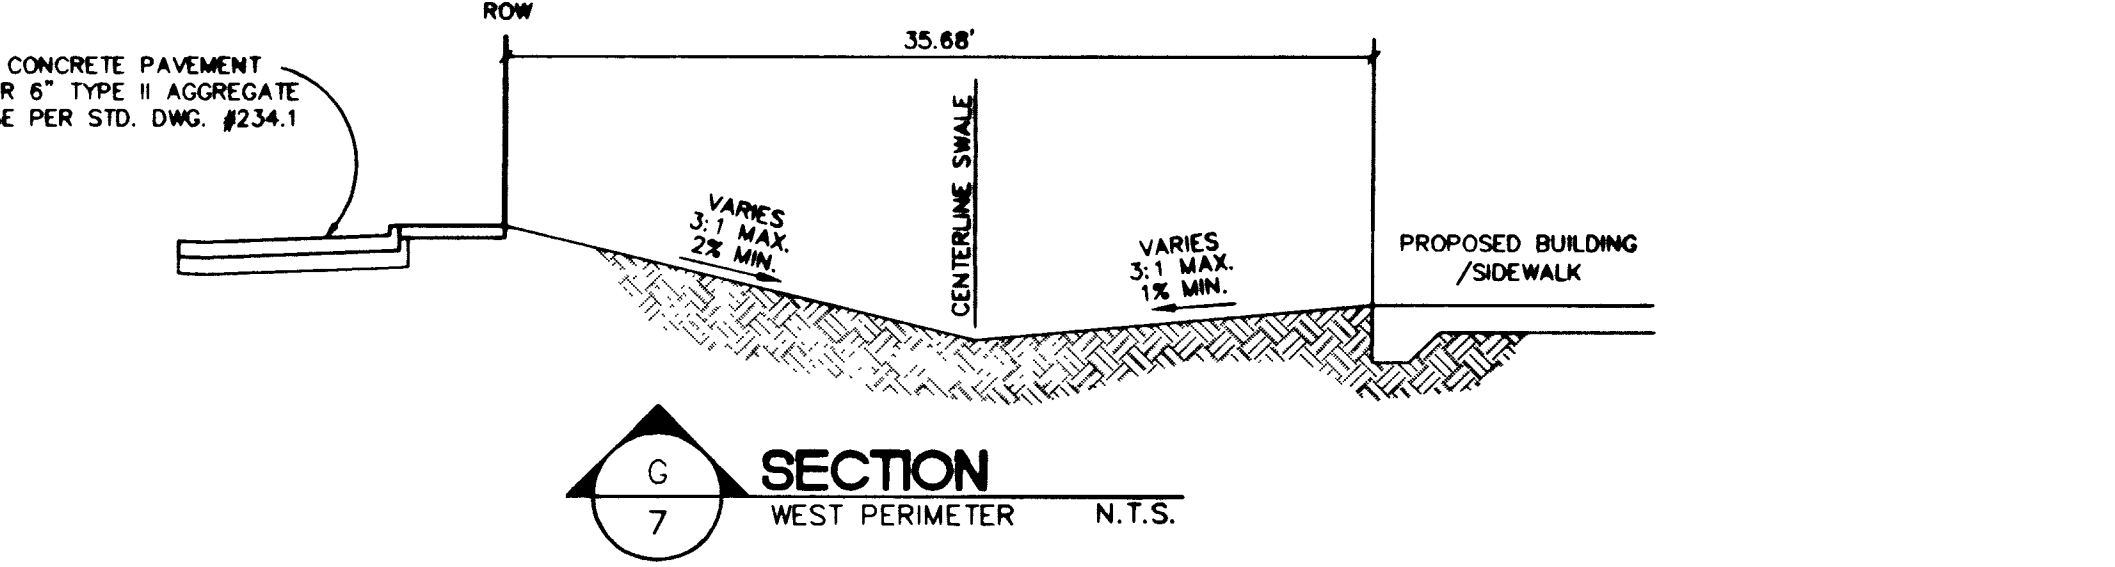 ROW
35.68'
CONCRETE PAVEMENT
R 6" TYPE II AGGREGATE
E PER STD. DWG. #234.1
CENTERLINE SWALE
VARIES
3:1 MAX.
2% MIN.
VARIES
3:1 MAX.
1% MIN.
PROPOSED BUILDING
/SIDEWALK
G
7
SECTION
WEST PERIMETER N.T.S.